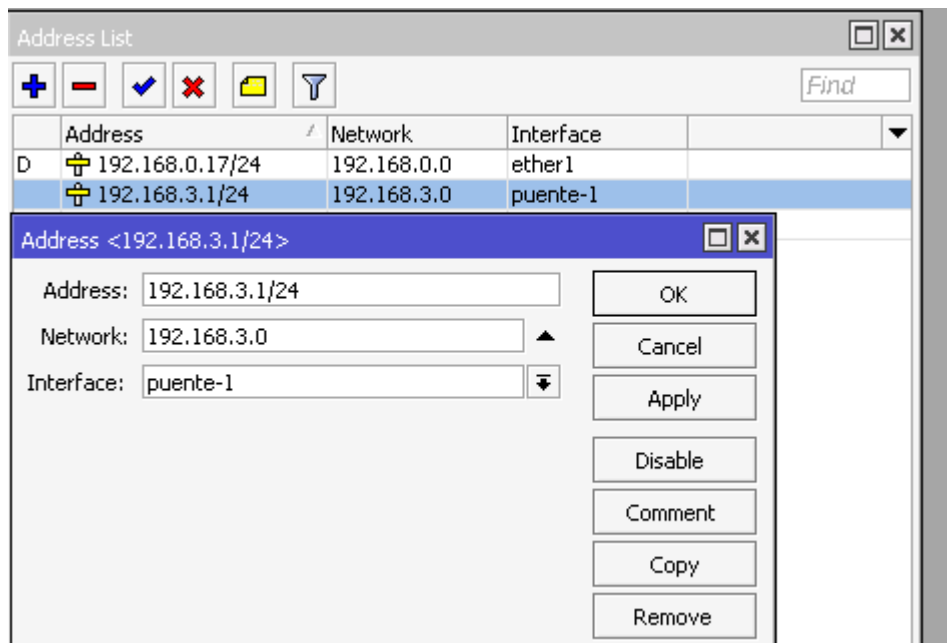 Address List
Find
Address Network Interface
D 192.168.0.17/24 192.168.0.0 ether1
192.168.3.1/24 192.168.3.0 puente-1
Address <192.168.3.1/24>
Address: 192.168.3.1/24 OK
Network: 192.168.3.0 Cancel
Interface: puente-1 Apply
Disable
Comment
Copy
Remove